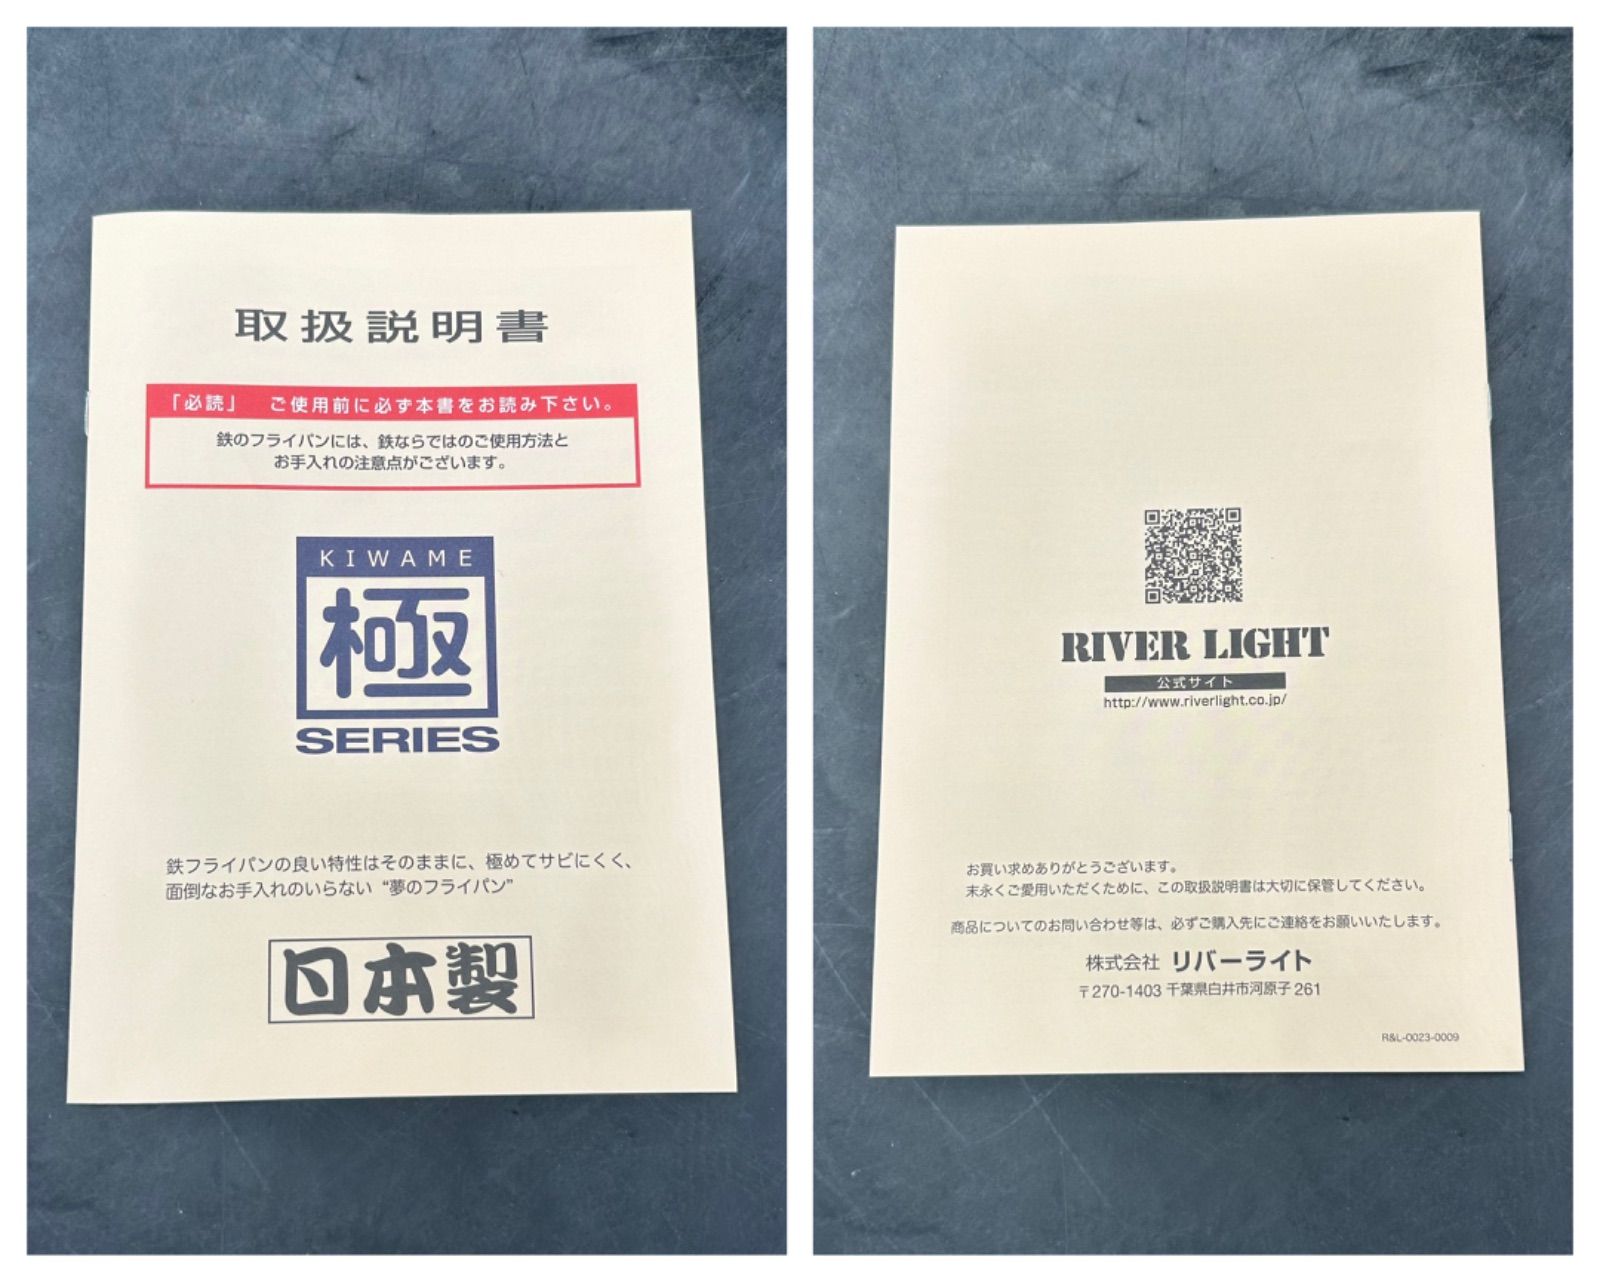 取扱説明書
「必読」 ご使用前に必ず本書をお読み下さい。
鉄のフライパンには、鉄ならではのご使用方法と
お手入れの注意点がございます。
KIWAME
極
SERIES
鉄フライパンの良い特性はそのままに、極めてサビにくく、
面倒なお手入れのいらない “夢のフライパン”
日本製
RIVER LIGHT
公式サイト
http://www.riverlight.co.jp/
お買い求めありがとうございます。
末永くご愛用いただくために、この取扱説明書は大切に保管してください。
商品についてのお問い合わせ等は、必ずご購入先にご連絡をお願いいたします。
株式会社 リバーライト
〒270-1403 千葉県白井市河原子 261
R&L-0023-0009